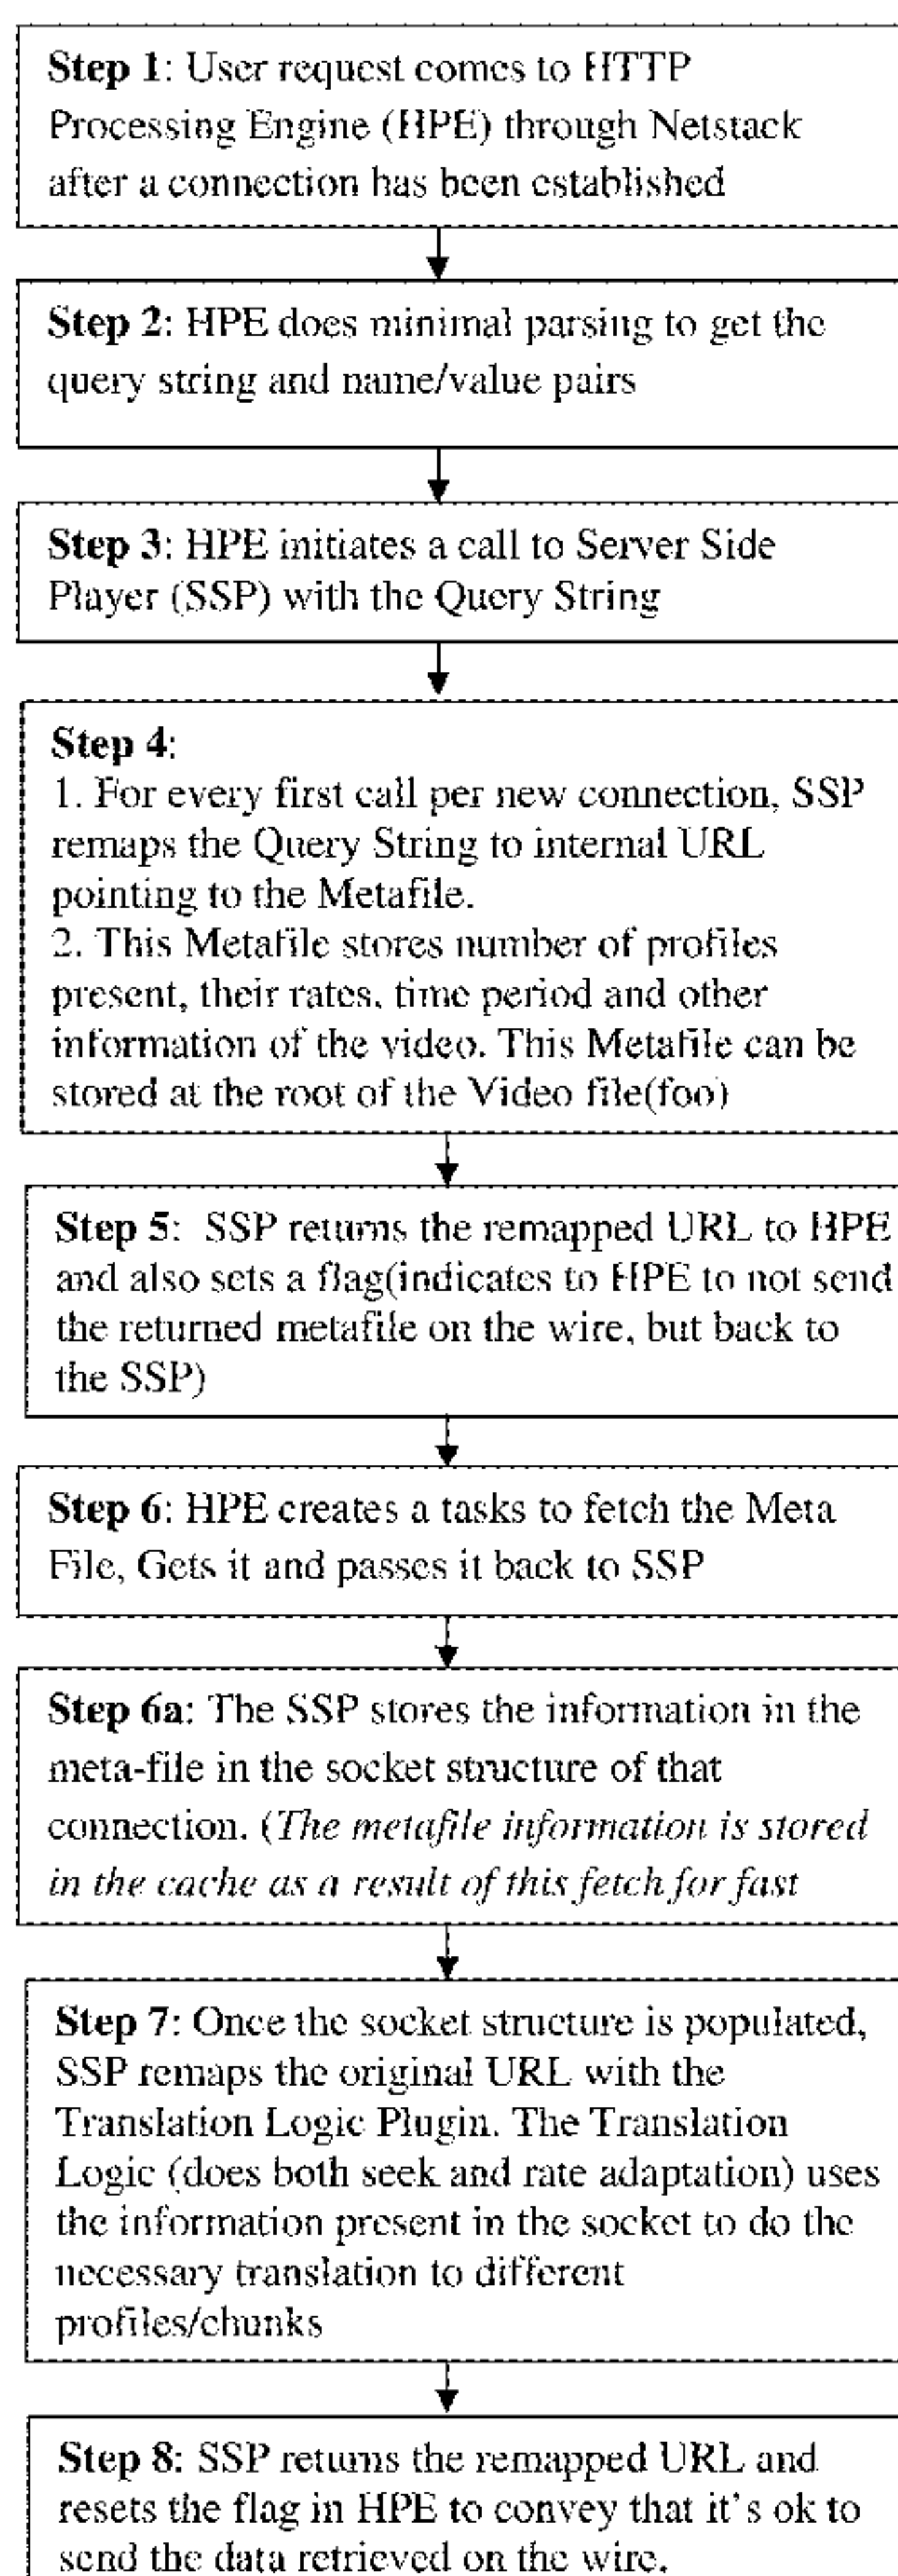 Step 1: User request comes to HTTP
Processing Engine (HPE) through Netstack
after a connection has been established
Step 2: HPE does minimal parsing to get the
query string and name/value pairs
Step 3: HPE initiates a call to Server Side
Player (SSP) with the Query String
Step 4:
1. For every first call per new connection, SSP
remaps the Query String to internal URL
pointing to the Metafile.
2. This Metafile stores number of profiles
present, their rates, time period and other
information of the video. This Metafile can be
stored at the root of the Video file(foo)
Step 5: SSP returns the remapped URL to HPE
and also sets a flag(indicates to HPE to not send
the returned metafile on the wire, but back to
the SSP)
Step 6: HPE creates a tasks to fetch the Meta
File, Gets it and passes it back to SSP
Step 6a: The SSP stores the information in the
meta-file in the socket structure of that
connection. (The metafile information is stored
in the cache as a result of this fetch for fast
Step 7: Once the socket structure is populated,
SSP remaps the original URL with the
Translation Logic Plugin. The Translation
Logic (does both seek and rate adaptation) uses
the information present in the socket to do the
necessary translation to different
profiles/chunks
Step 8: SSP returns the remapped URL and
resets the flag in HPE to convey that it's ok to
send the data retrieved on the wire.